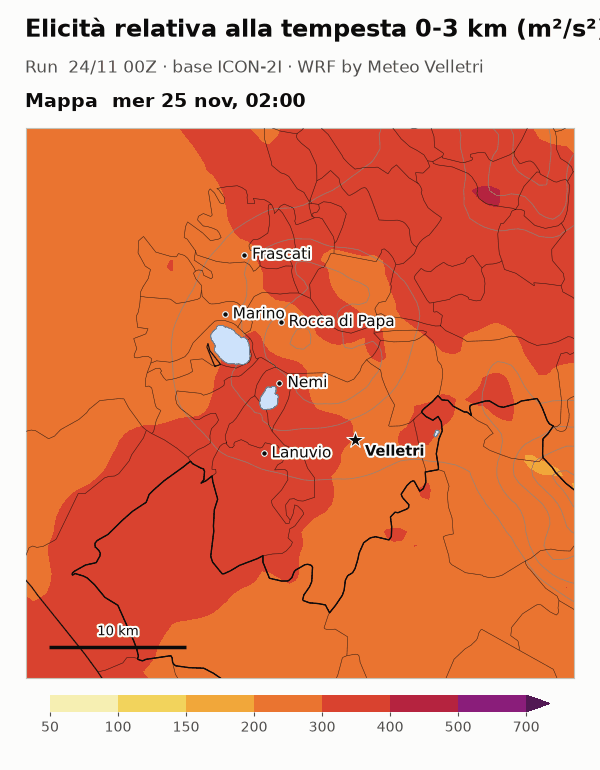 Elicità relativa alla tempesta 0-3 km (m²/s²)
Run 24/11 00Z · base ICON-2I · WRF by Meteo Velletri
Mappa mer 25 nov, 02:00
Frascati
Marino
Rocca di Papa
Nemi
Velletri
Lanuvio
10 km
50 100 150 200 300 400 500 700